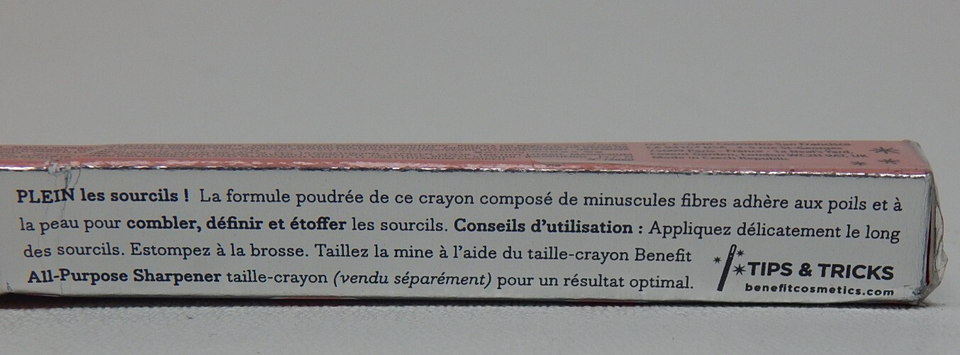 PLEIN les sourcils ! La formule poudrée de ce crayon composé de minuscules fibres adhère aux poils et à
la peau pour combler, définir et étoffer les sourcils. Conseils d'utilisation : Appliquez délicatement le long
des sourcils. Estompez à la brosse. Taillez la mine à l'aide du taille-crayon Benefit
All-Purpose Sharpener taille-crayon (vendu séparément) pour un résultat optimal.
TIPS & TRICKS
benefitcosmetics.com